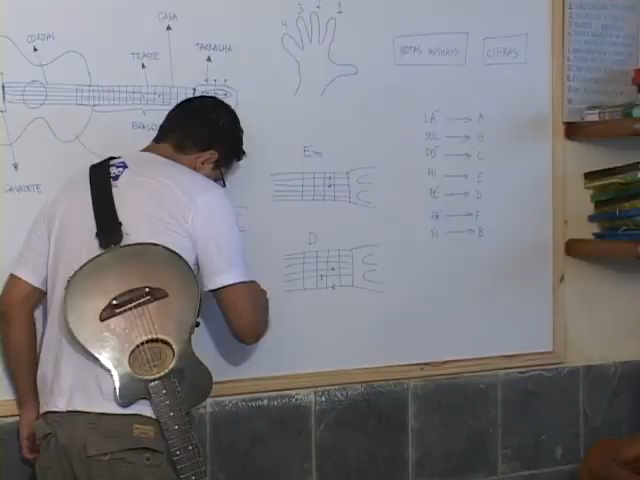 CASA
CORDAS
TRASTE
TARRACHA
BRAÇO
CAVALETE
4 3 2 1
NOTAS MUSICAIS
CIFRAS
Em
D
LÁ → A
SOL → G
DÓ → C
MI → E
RÉ → D
FÁ → F
SI → B